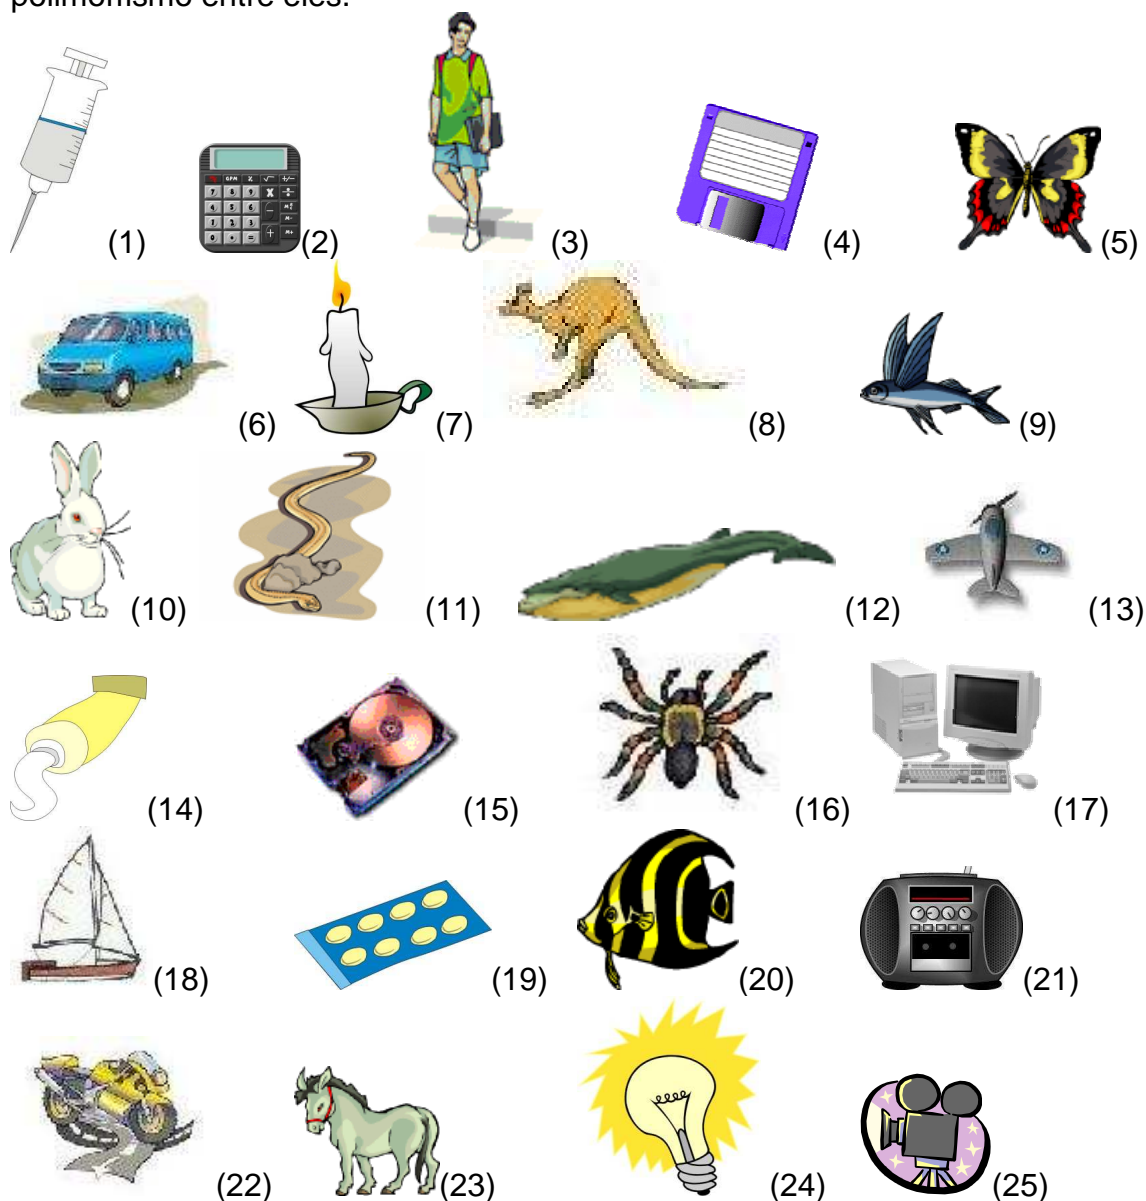 polimorfismo entre eles.
(1) (2) (3) (4) (5)
(6) (7) (8) (9)
(10) (11) (12) (13)
(14) (15) (16) (17)
(18) (19) (20) (21)
(22) (23) (24) (25)